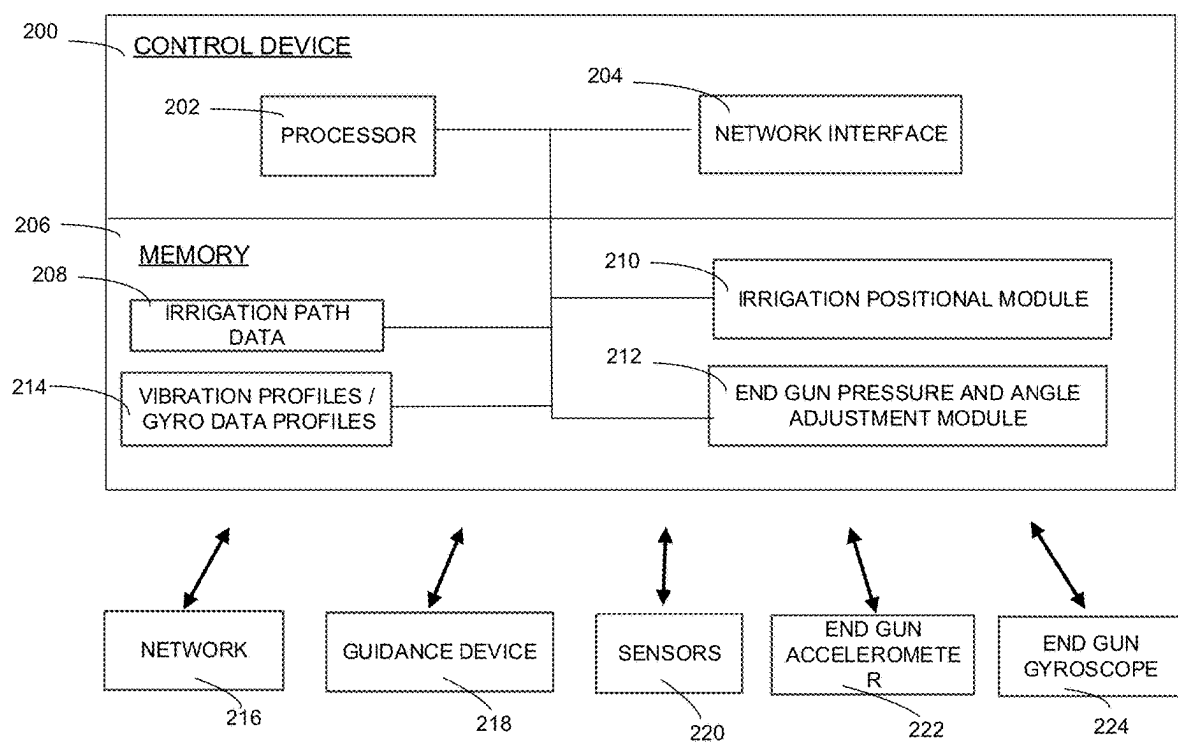 200
CONTROL DEVICE
202
PROCESSOR
204
NETWORK INTERFACE
206
MEMORY
208
IRRIGATION PATH
DATA
210
IRRIGATION POSITIONAL MODULE
214
VIBRATION PROFILES /
GYRO DATA PROFILES
212
END GUN PRESSURE AND ANGLE
ADJUSTMENT MODULE
NETWORK
216
GUIDANCE DEVICE
218
SENSORS
220
END GUN
ACCELEROMETE
R
222
END GUN
GYROSCOPE
224